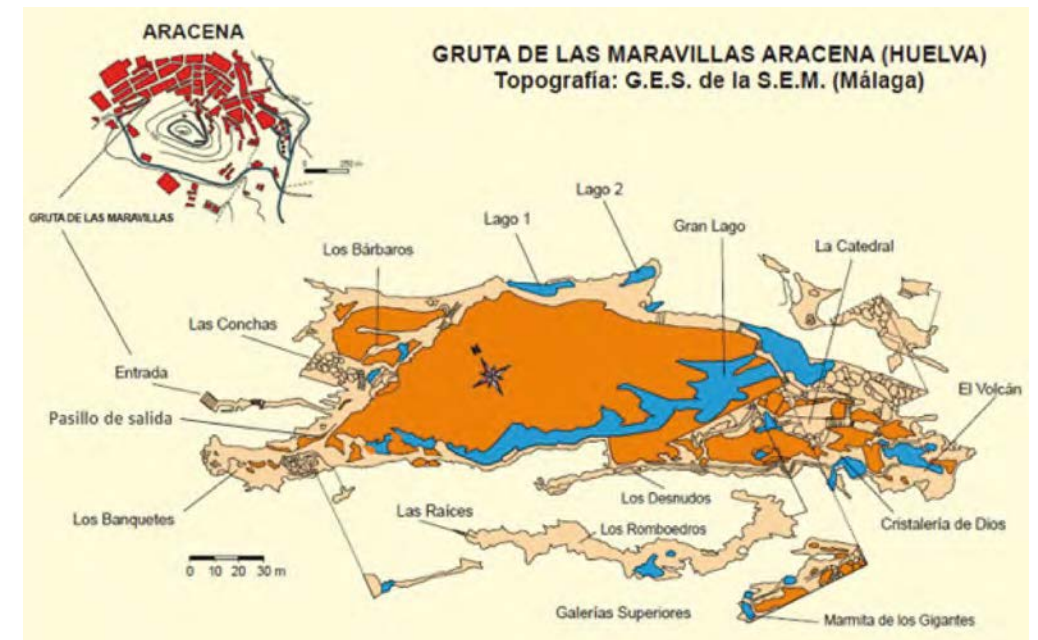 ARACENA
GRUTA DE LAS MARAVILLAS ARACENA (HUELVA)
Topografía: G.E.S. de la S.E.M. (Málaga)
0 250 m
GRUTA DE LAS MARAVILLAS
Lago 2
Lago 1
Gran Lago
La Catedral
Los Bárbaros
Las Conchas
Entrada
N
El Volcán
Pasillo de salida
Los Desnudos
Las Raíces
Los Banquetes
Los Romboedros
Cristalería de Dios
0 10 20 30 m
Galerías Superiores
Marmita de los Gigantes